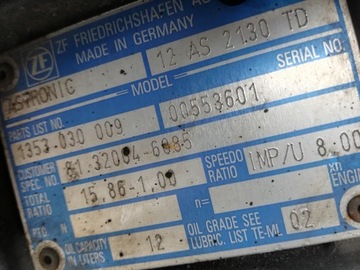 ZF FRIEDRICHSHAFEN AG
MADE IN GERMANY
ZF
ASTRONIC 12 AS 2130 TD
MODEL
PARTS LIST NO. SERIAL NO.
1353 030 009 00553601
CUSTOMER SPEC NO 81.32004-6085
TOTAL RATIO 15.86-1.00 SPEEDO RATIO IMP/U 8.00
PTO N n= ENGIN
OIL CAPACITY IN LITERS 12 OIL GRADE SEE LUBRIC. LIST TE-ML 02